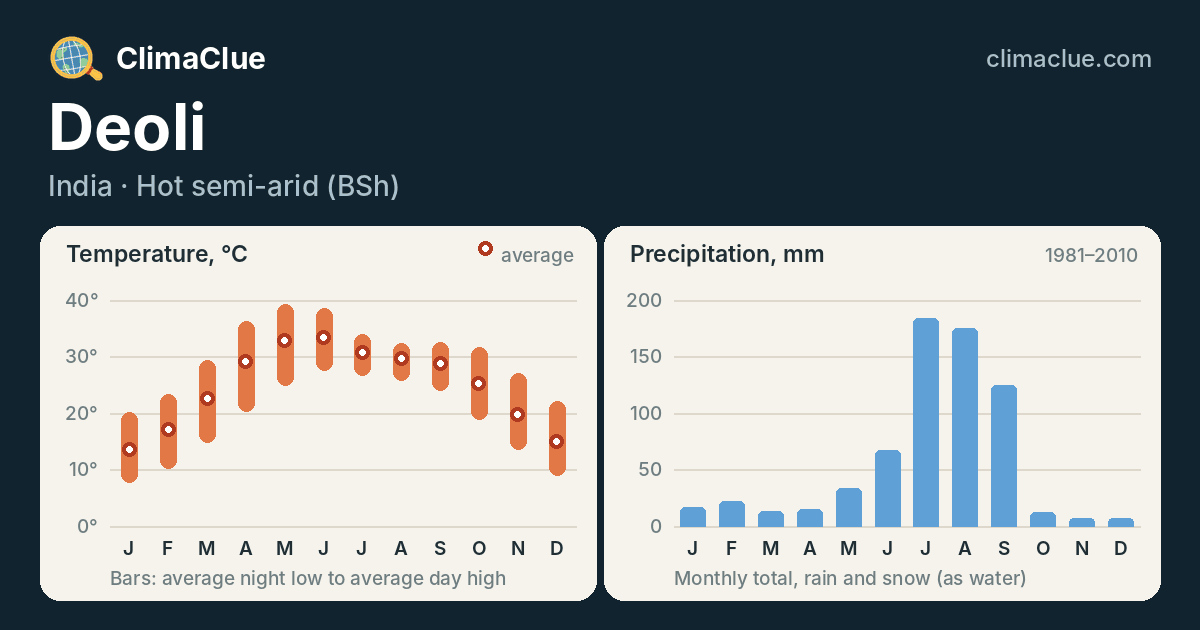 ClimaClue
climaclue.com
Deoli
India · Hot semi-arid (BSh)
Temperature, °C
average
40°
30°
20°
10°
0°
J F M A M J J A S O N D
Bars: average night low to average day high
Precipitation, mm
1981–2010
200
150
100
50
0
J F M A M J J A S O N D
Monthly total, rain and snow (as water)